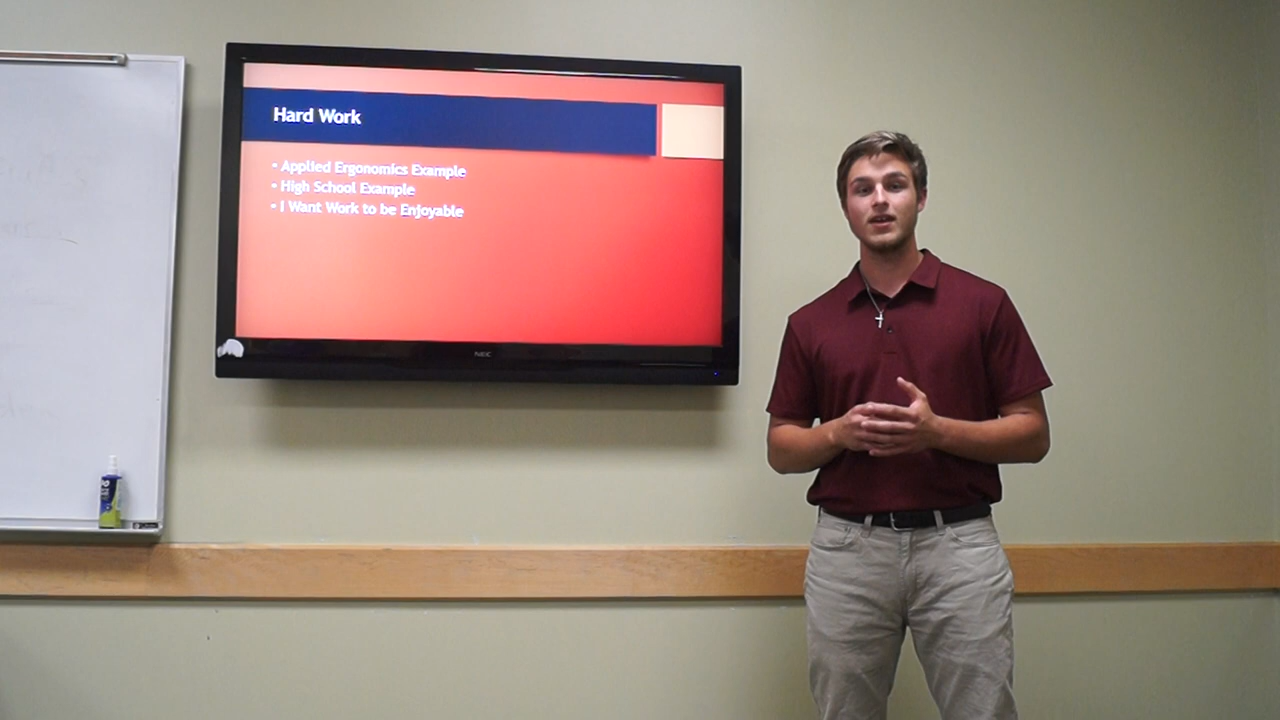 Hard Work
• Applied Ergonomics Example
• High School Example
• I Want Work to be Enjoyable
NEC